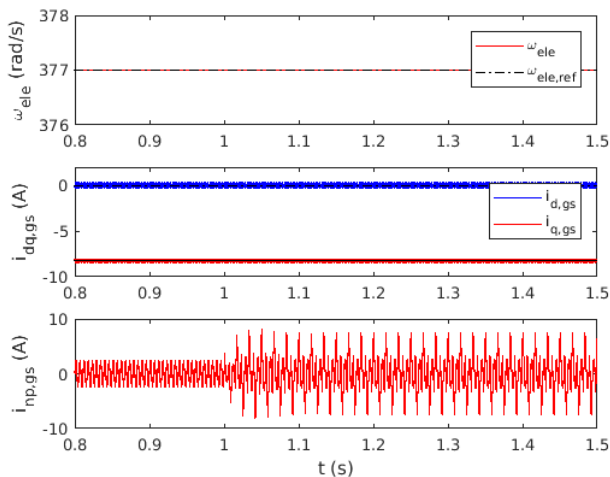 378
377
376
ω_ele (rad/s)
ω_ele
ω_ele,ref
0.8 0.9 1 1.1 1.2 1.3 1.4 1.5
0
-5
-10
i_dq,gs (A)
i_d,gs
i_q,gs
0.8 0.9 1 1.1 1.2 1.3 1.4 1.5
10
0
-10
i_np,gs (A)
0.8 0.9 1 1.1 1.2 1.3 1.4 1.5
t (s)